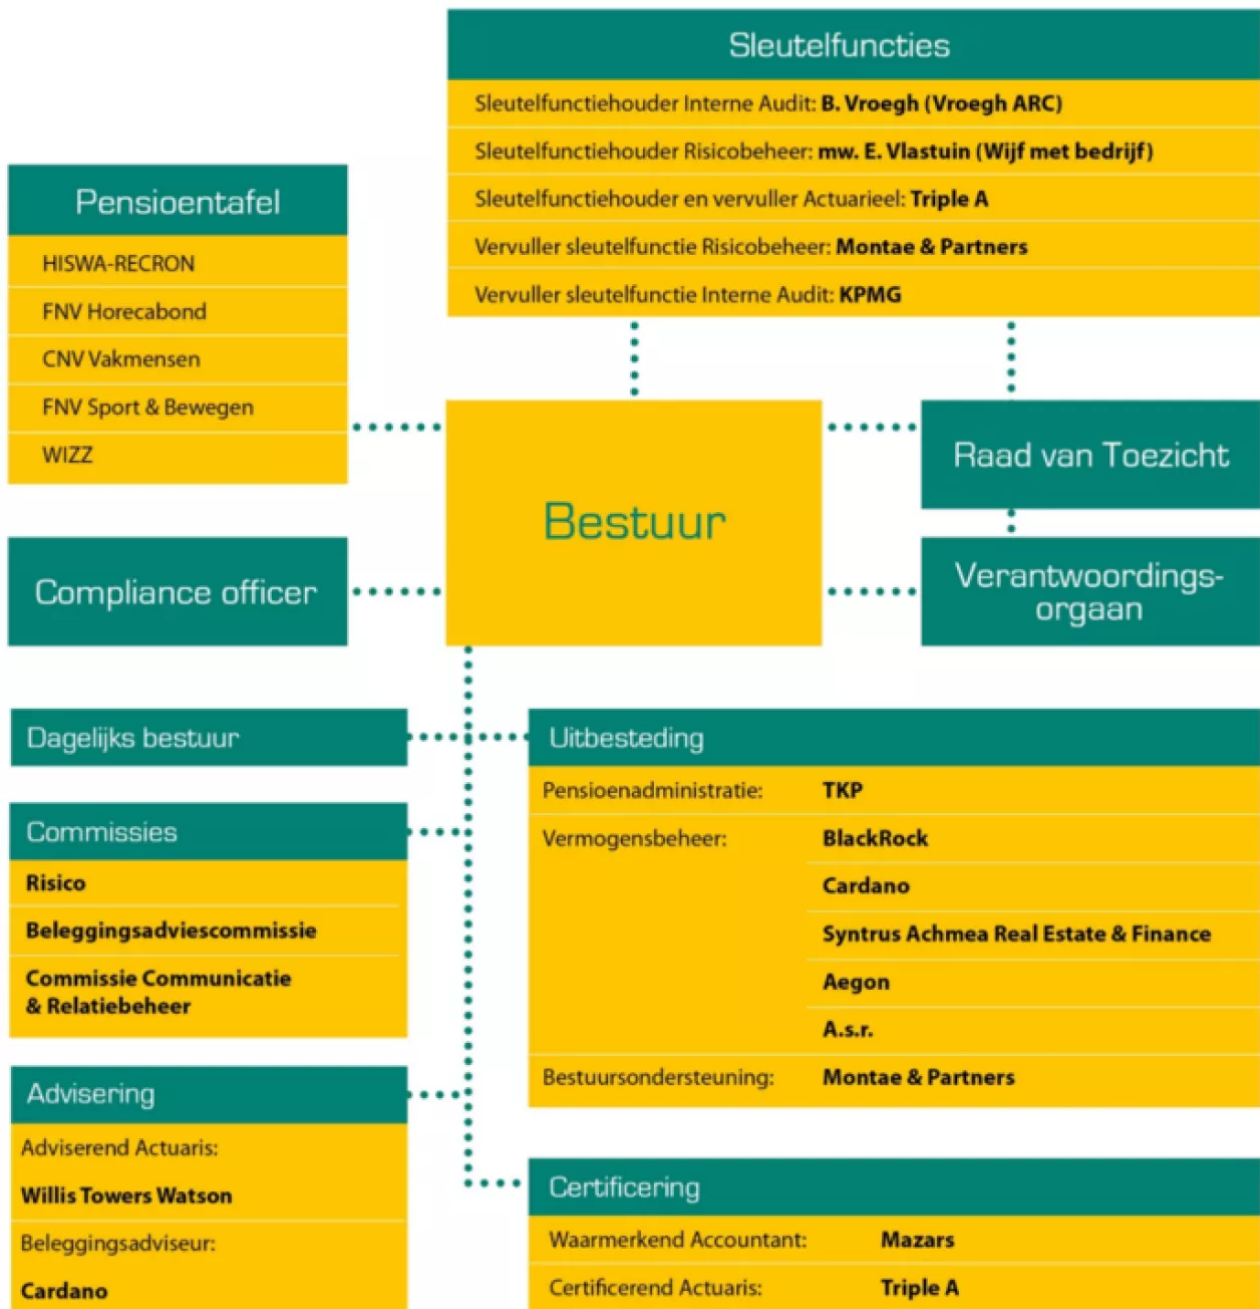 Sleutelfuncties
Sleutelfunctiehouder Interne Audit: B. Vroegh (Vroegh ARC)
Sleutelfunctiehouder Risicobeheer: mw. E. Vlastuin (Wijf met bedrijf)
Sleutelfunctiehouder en vervuller Actuarieel: Triple A
Vervuller sleutelfunctie Risicobeheer: Montae & Partners
Vervuller sleutelfunctie Interne Audit: KPMG
Pensioentafel
HISWA-RECRON
FNV Horecabond
CNV Vakmensen
FNV Sport & Bewegen
WIZZ
Bestuur
Raad van Toezicht
Compliance officer
Verantwoordings-
orgaan
Dagelijks bestuur
Commissies
Risico
Beleggingsadviescommissie
Commissie Communicatie
& Relatiebeheer
Advisering
Adviserend Actuaris:
Willis Towers Watson
Beleggingsadviseur:
Cardano
Uitbesteding
Pensioenadministratie: TKP
Vermogensbeheer: BlackRock
Cardano
Syntrus Achmea Real Estate & Finance
Aegon
A.s.r.
Bestuursondersteuning: Montae & Partners
Certificering
Waarmerkend Accountant: Mazars
Certificerend Actuaris: Triple A